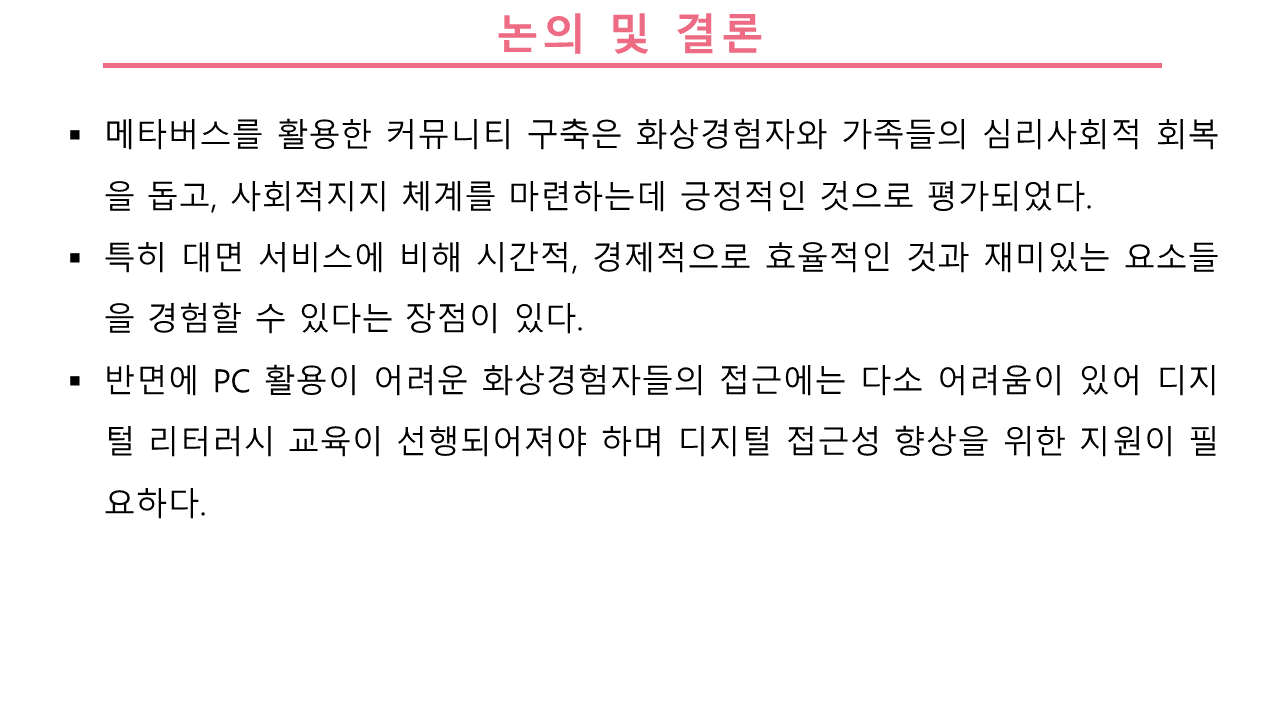 논의 및 결론
▪ 메타버스를 활용한 커뮤니티 구축은 화상경험자와 가족들의 심리사회적 회복
을 돕고, 사회적지지 체계를 마련하는데 긍정적인 것으로 평가되었다.
▪ 특히 대면 서비스에 비해 시간적, 경제적으로 효율적인 것과 재미있는 요소들
을 경험할 수 있다는 장점이 있다.
▪ 반면에 PC 활용이 어려운 화상경험자들의 접근에는 다소 어려움이 있어 디지
털 리터러시 교육이 선행되어져야 하며 디지털 접근성 향상을 위한 지원이 필
요하다.